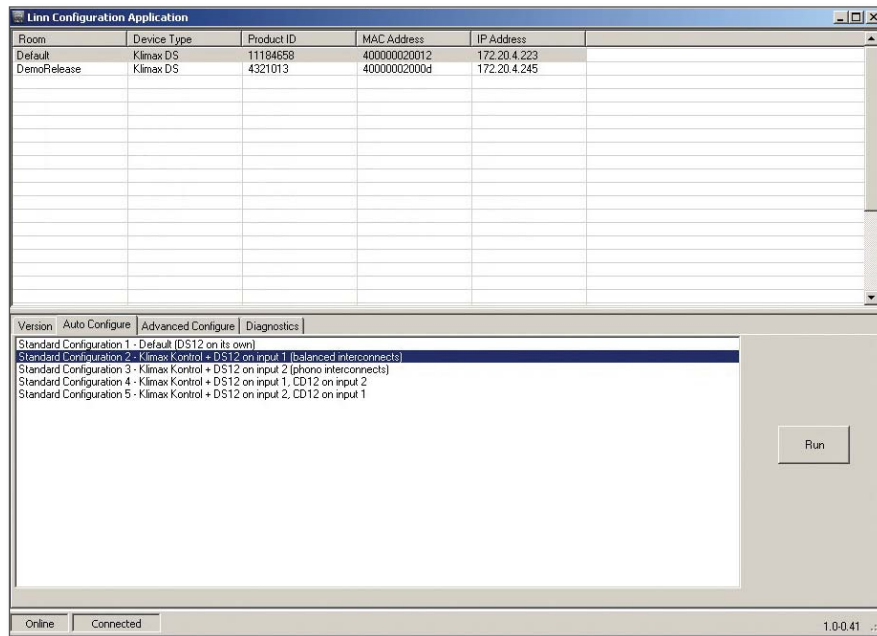 Linn Configuration Application
Room Device Type Product ID MAC Address IP Address
Default Klimax DS 11184658 400000020012 172.20.4.223
DemoRelease Klimax DS 4321013 40000002000d 172.20.4.245
Version Auto Configure Advanced Configure Diagnostics
Standard Configuration 1 - Default (DS12 on its own)
Standard Configuration 2 - Klimax Kontrol + DS12 on input 1 (balanced interconnects)
Standard Configuration 3 - Klimax Kontrol + DS12 on input 2 (phono interconnects)
Standard Configuration 4 - Klimax Kontrol + DS12 on input 1, CD12 on input 2
Standard Configuration 5 - Klimax Kontrol + DS12 on input 2, CD12 on input 1
Run
Online Connected 1.0-0.41